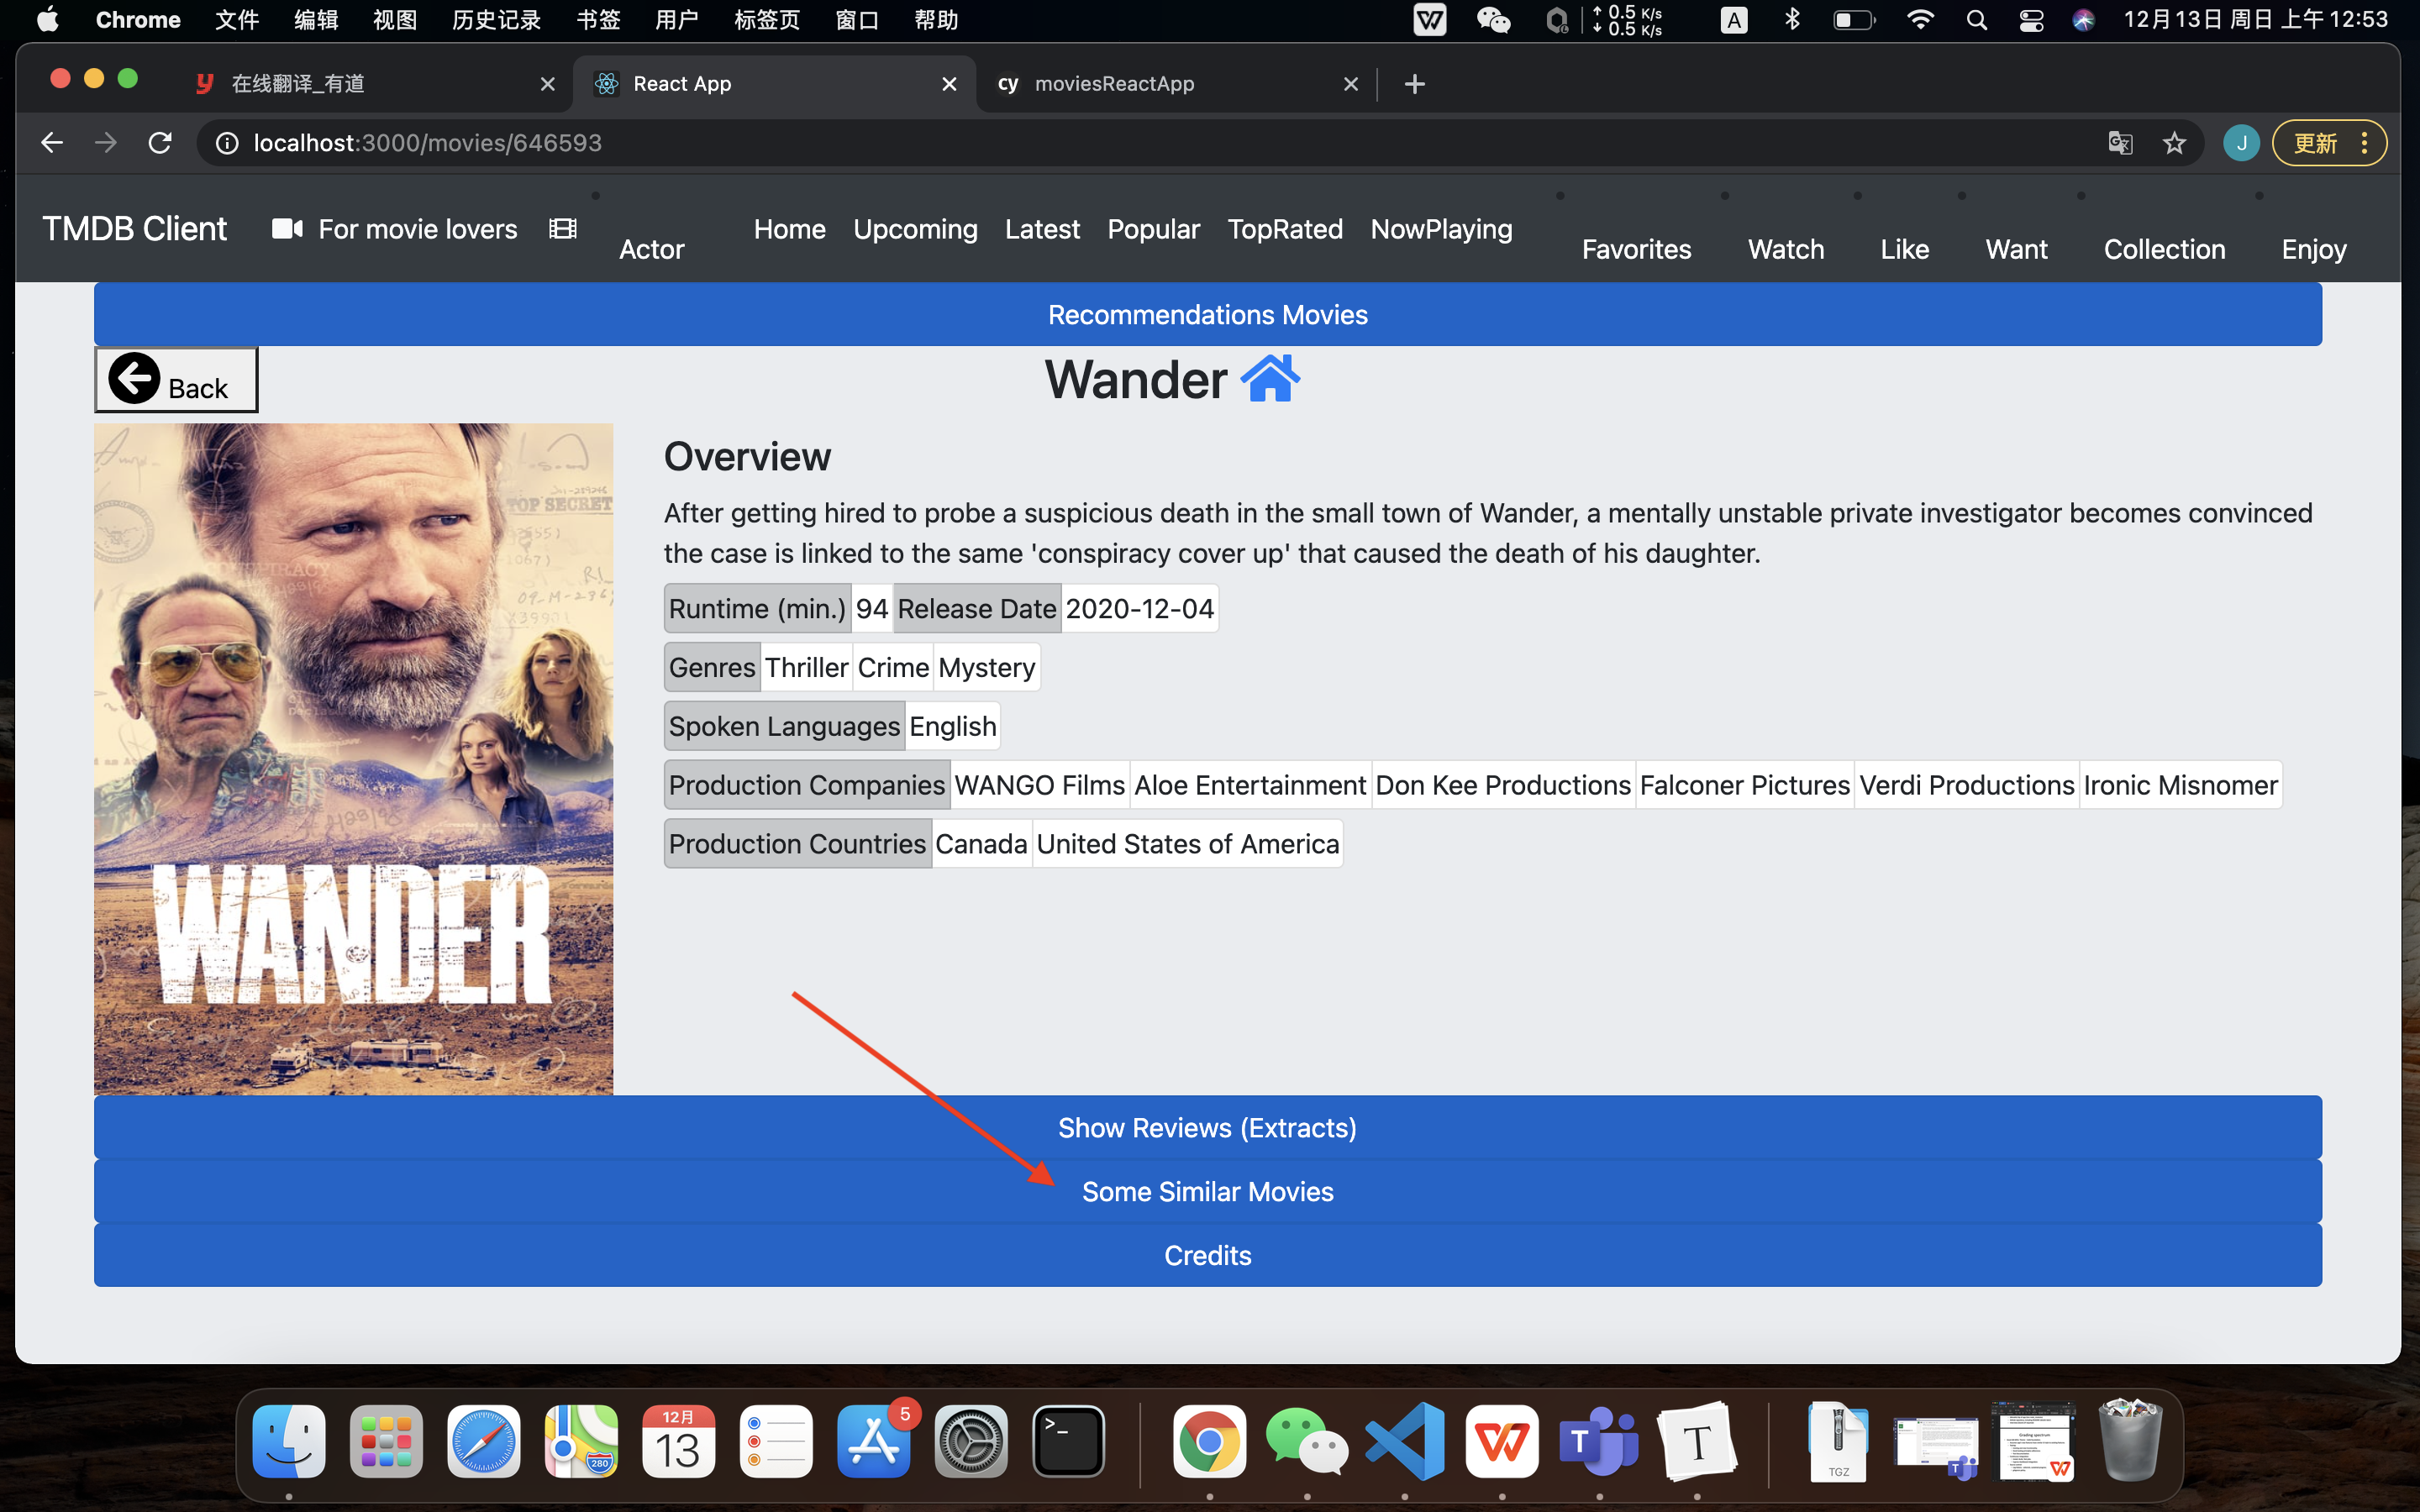 Chrome 文件 编辑 视图 历史记录 书签 用户 标签页 窗口 帮助
↑ 0.5 K/s
↓ 0.5 K/s
A
12月13日 周日 上午 12:53
在线翻译_有道
React App
cy moviesReactApp
localhost:3000/movies/646593
J
更新
TMDB Client
For movie lovers
Actor
Home
Upcoming
Latest
Popular
TopRated
NowPlaying
Favorites
Watch
Like
Want
Collection
Enjoy
Recommendations Movies
Back
Wander
TOP SECRET
CONSPIRACY
WANDER
Overview
After getting hired to probe a suspicious death in the small town of Wander, a mentally unstable private investigator becomes convinced
the case is linked to the same 'conspiracy cover up' that caused the death of his daughter.
Runtime (min.) 94 Release Date 2020-12-04
Genres Thriller Crime Mystery
Spoken Languages English
Production Companies WANGO Films Aloe Entertainment Don Kee Productions Falconer Pictures Verdi Productions Ironic Misnomer
Production Countries Canada United States of America
Show Reviews (Extracts)
Some Similar Movies
Credits
280
12月
13
5
>_
T
T
TGZ